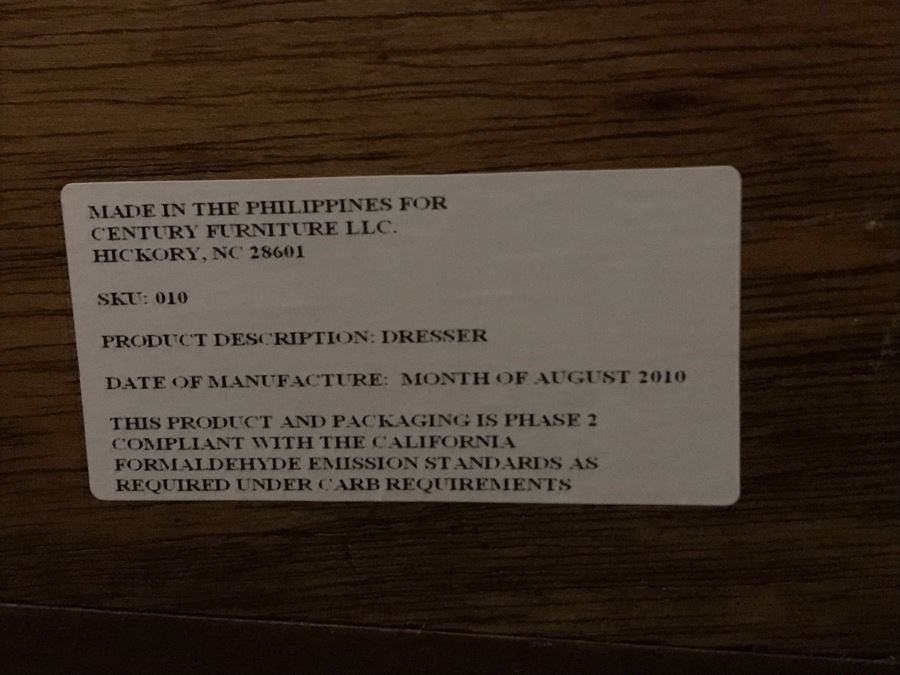 MADE IN THE PHILIPPINES FOR
CENTURY FURNITURE LLC.
HICKORY, NC 28601
SKU: 010
PRODUCT DESCRIPTION: DRESSER
DATE OF MANUFACTURE: MONTH OF AUGUST 2010
THIS PRODUCT AND PACKAGING IS PHASE 2
COMPLIANT WITH THE CALIFORNIA
FORMALDEHYDE EMISSION STANDARDS AS
REQUIRED UNDER CARB REQUIREMENTS